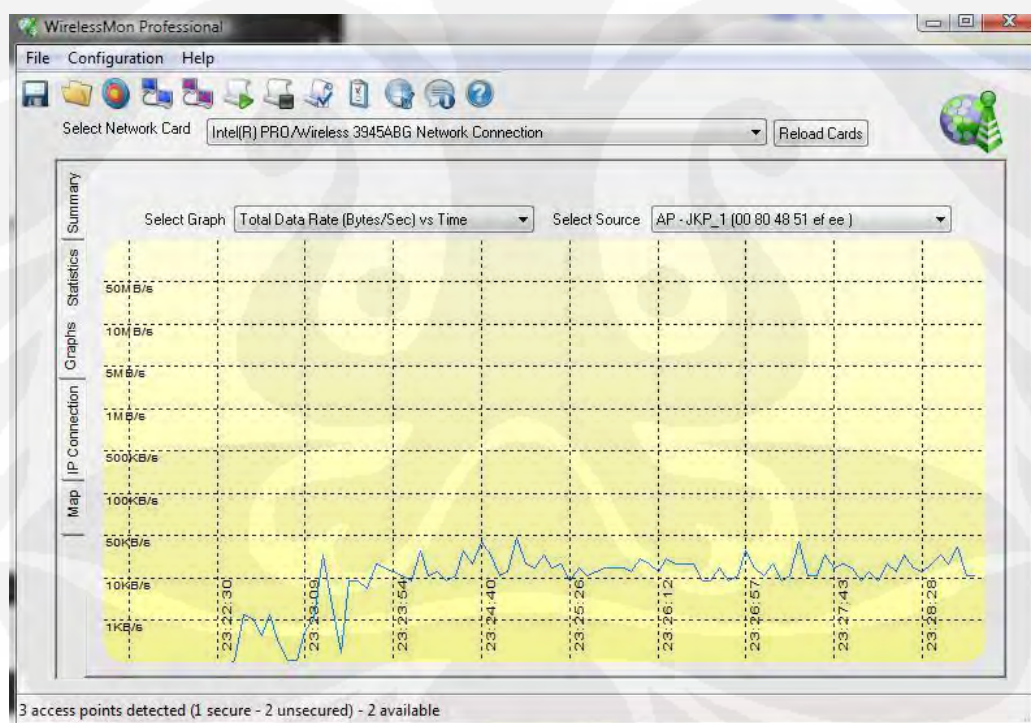 WirelessMon Professional
File Configuration Help
Select Network Card Intel(R) PRO/Wireless 3945ABG Network Connection Reload Cards
Summary
Statistics
Graphs
IP Connection
Map
Select Graph Total Data Rate (Bytes/Sec) vs Time Select Source AP - JKP_1 (00 80 48 51 ef ee )
50MB/s
10MB/s
5MB/s
1MB/s
500KB/s
100KB/s
50KB/s
10KB/s
1KB/s
23:22:30
23:23:09
23:23:54
23:24:40
23:25:26
23:26:12
23:26:57
23:27:43
23:28:28
3 access points detected (1 secure - 2 unsecured) - 2 available